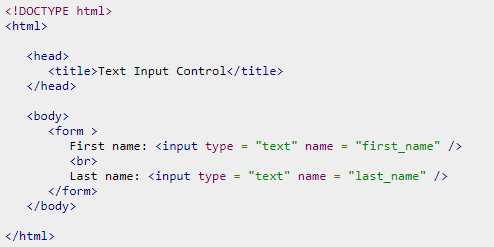 <!DOCTYPE html>
<html>
<head>
<title>Text Input Control</title>
</head>
<body>
<form >
First name: <input type = "text" name = "first_name" />
<br>
Last name: <input type = "text" name = "last_name" />
</form>
</body>
</html>